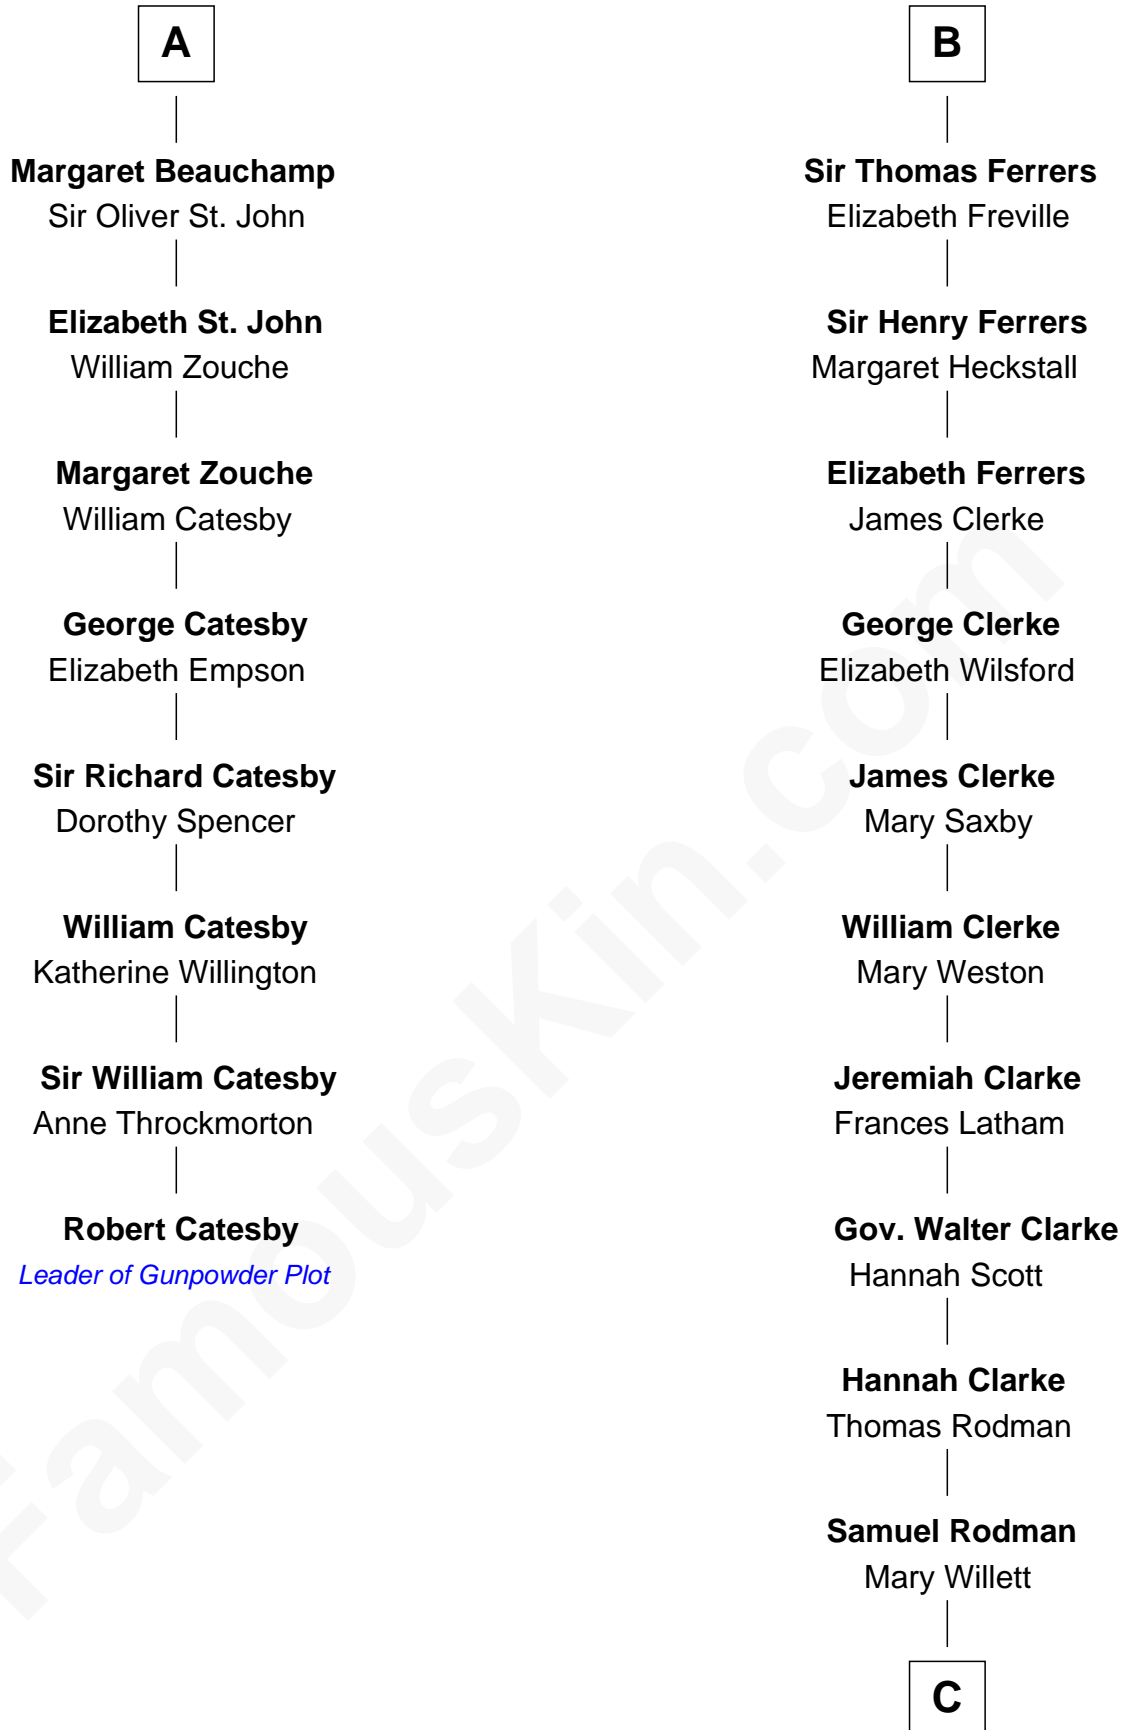 A
Margaret Beauchamp
Sir Oliver St. John
Elizabeth St. John
William Zouche
Margaret Zouche
William Catesby
George Catesby
Elizabeth Empson
Sir Richard Catesby
Dorothy Spencer
William Catesby
Katherine Willington
Sir William Catesby
Anne Throckmorton
Robert Catesby
Leader of Gunpowder Plot
B
Sir Thomas Ferrers
Elizabeth Freville
Sir Henry Ferrers
Margaret Heckstall
Elizabeth Ferrers
James Clerke
George Clerke
Elizabeth Wilsford
James Clerke
Mary Saxby
William Clerke
Mary Weston
Jeremiah Clarke
Frances Latham
Gov. Walter Clarke
Hannah Scott
Hannah Clarke
Thomas Rodman
Samuel Rodman
Mary Willett
C
FamousKin.com